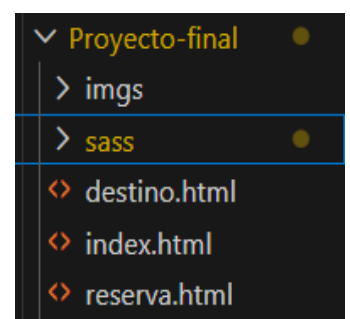 Proyecto-final
imgs
sass
destino.html
index.html
reserva.html